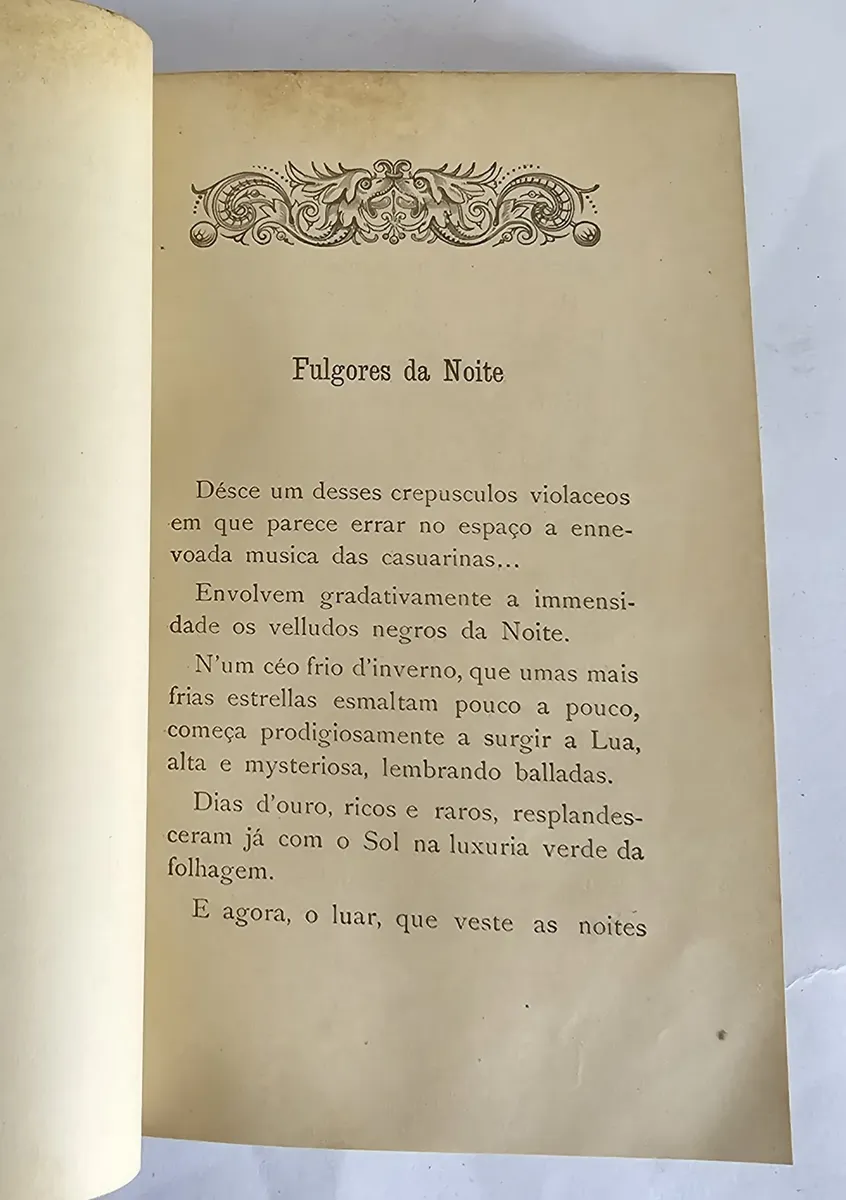 Fulgores da Noite
Désce um desses crepusculos violaceos
em que parece errar no espaço a enne-
voada musica das casuarinas...
Envolvem gradativamente a immensi-
dade os velludos negros da Noite.
N'um céo frio d'inverno, que umas mais
frias estrellas esmaltam pouco a pouco,
começa prodigiosamente a surgir a Lua,
alta e mysteriosa, lembrando balladas.
Dias d'ouro, ricos e raros, resplandes-
ceram já com o Sol na luxuria verde da
folhagem.
E agora, o luar, que veste as noites